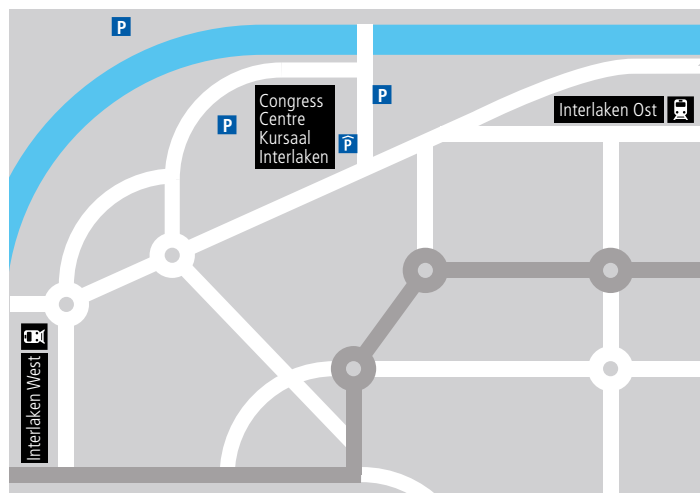 P
P
Congress
Centre
Kursaal
Interlaken
P
P
Interlaken Ost
Interlaken West